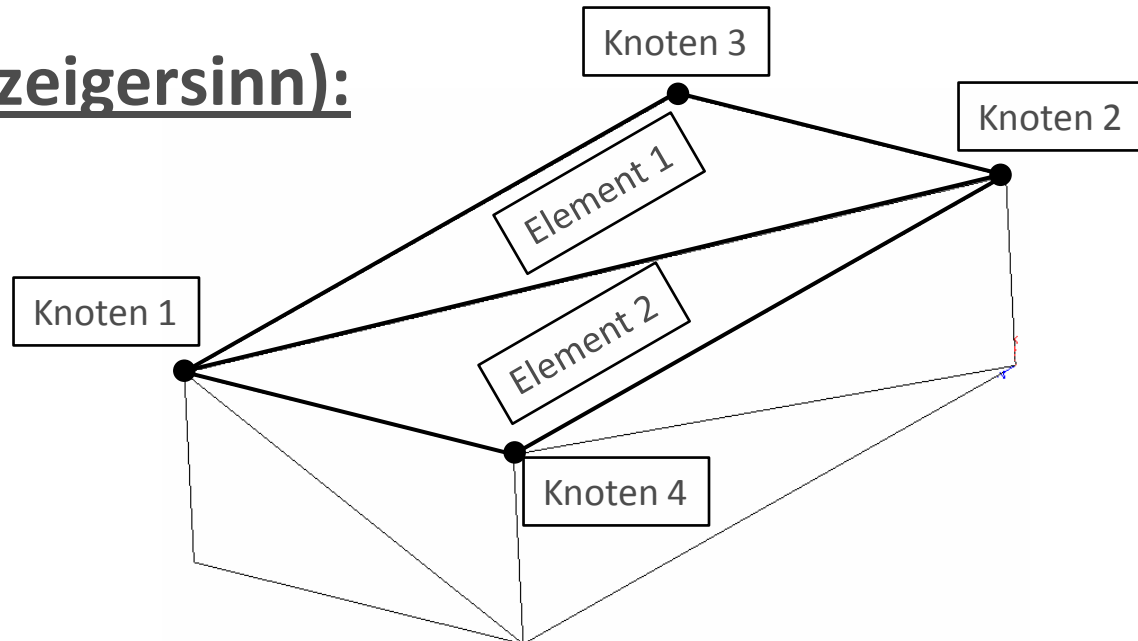 Knoten 3
zeigersinn):
Knoten 2
Element 1
Knoten 1
Element 2
Knoten 4